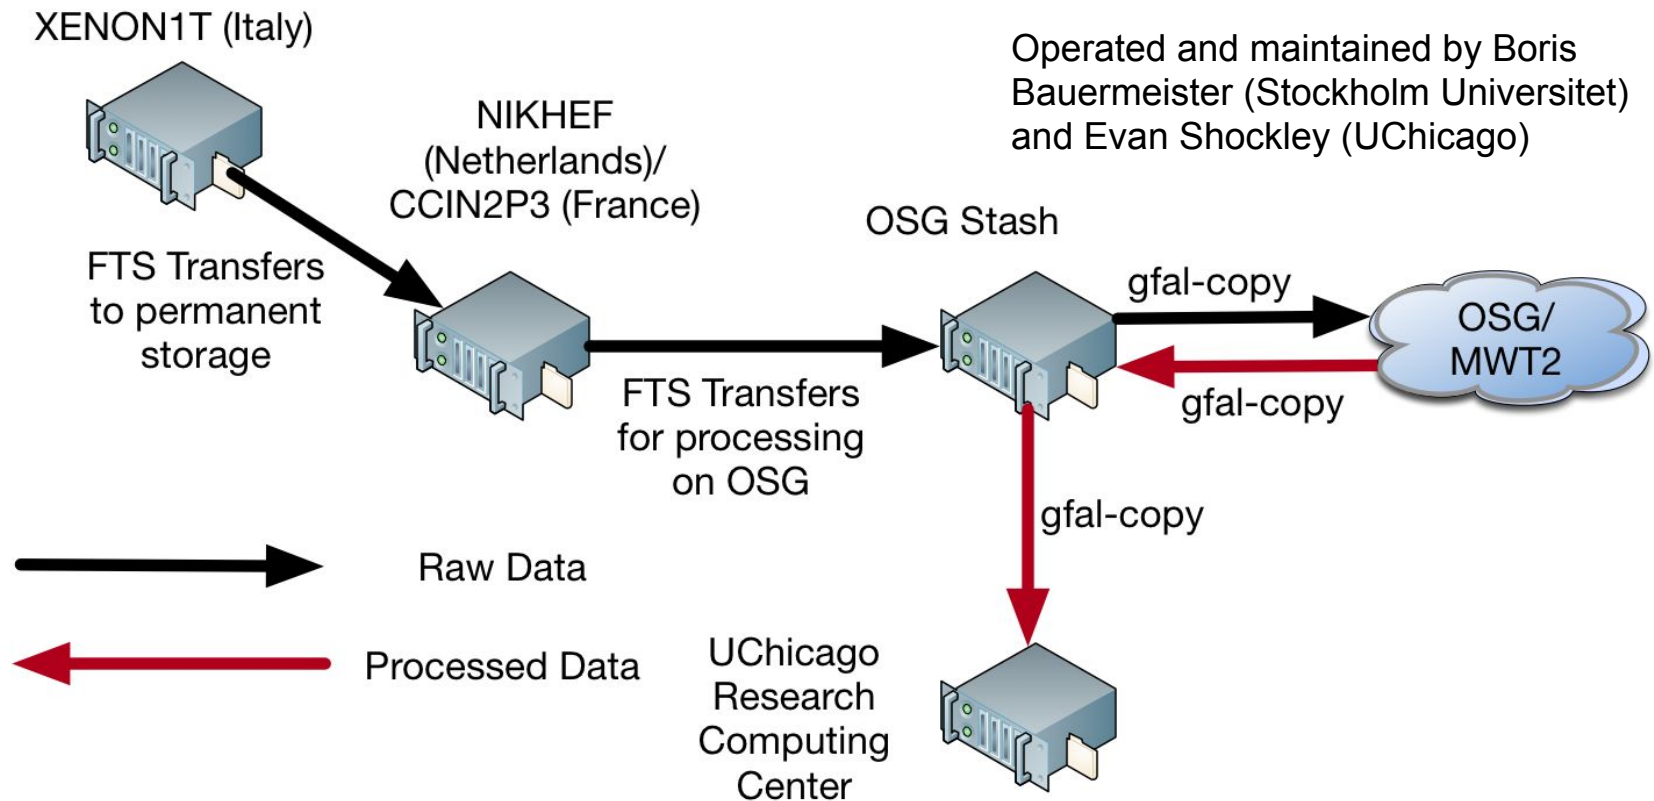 XENON1T (Italy)
Operated and maintained by Boris
Bauermeister (Stockholm Universitet)
and Evan Shockley (UChicago)
NIKHEF
(Netherlands)/
CCIN2P3 (France)
OSG Stash
FTS Transfers
to permanent
storage
gfal-copy
OSG/
MWT2
gfal-copy
FTS Transfers
for processing
on OSG
gfal-copy
Raw Data
Processed Data
UChicago
Research
Computing
Center